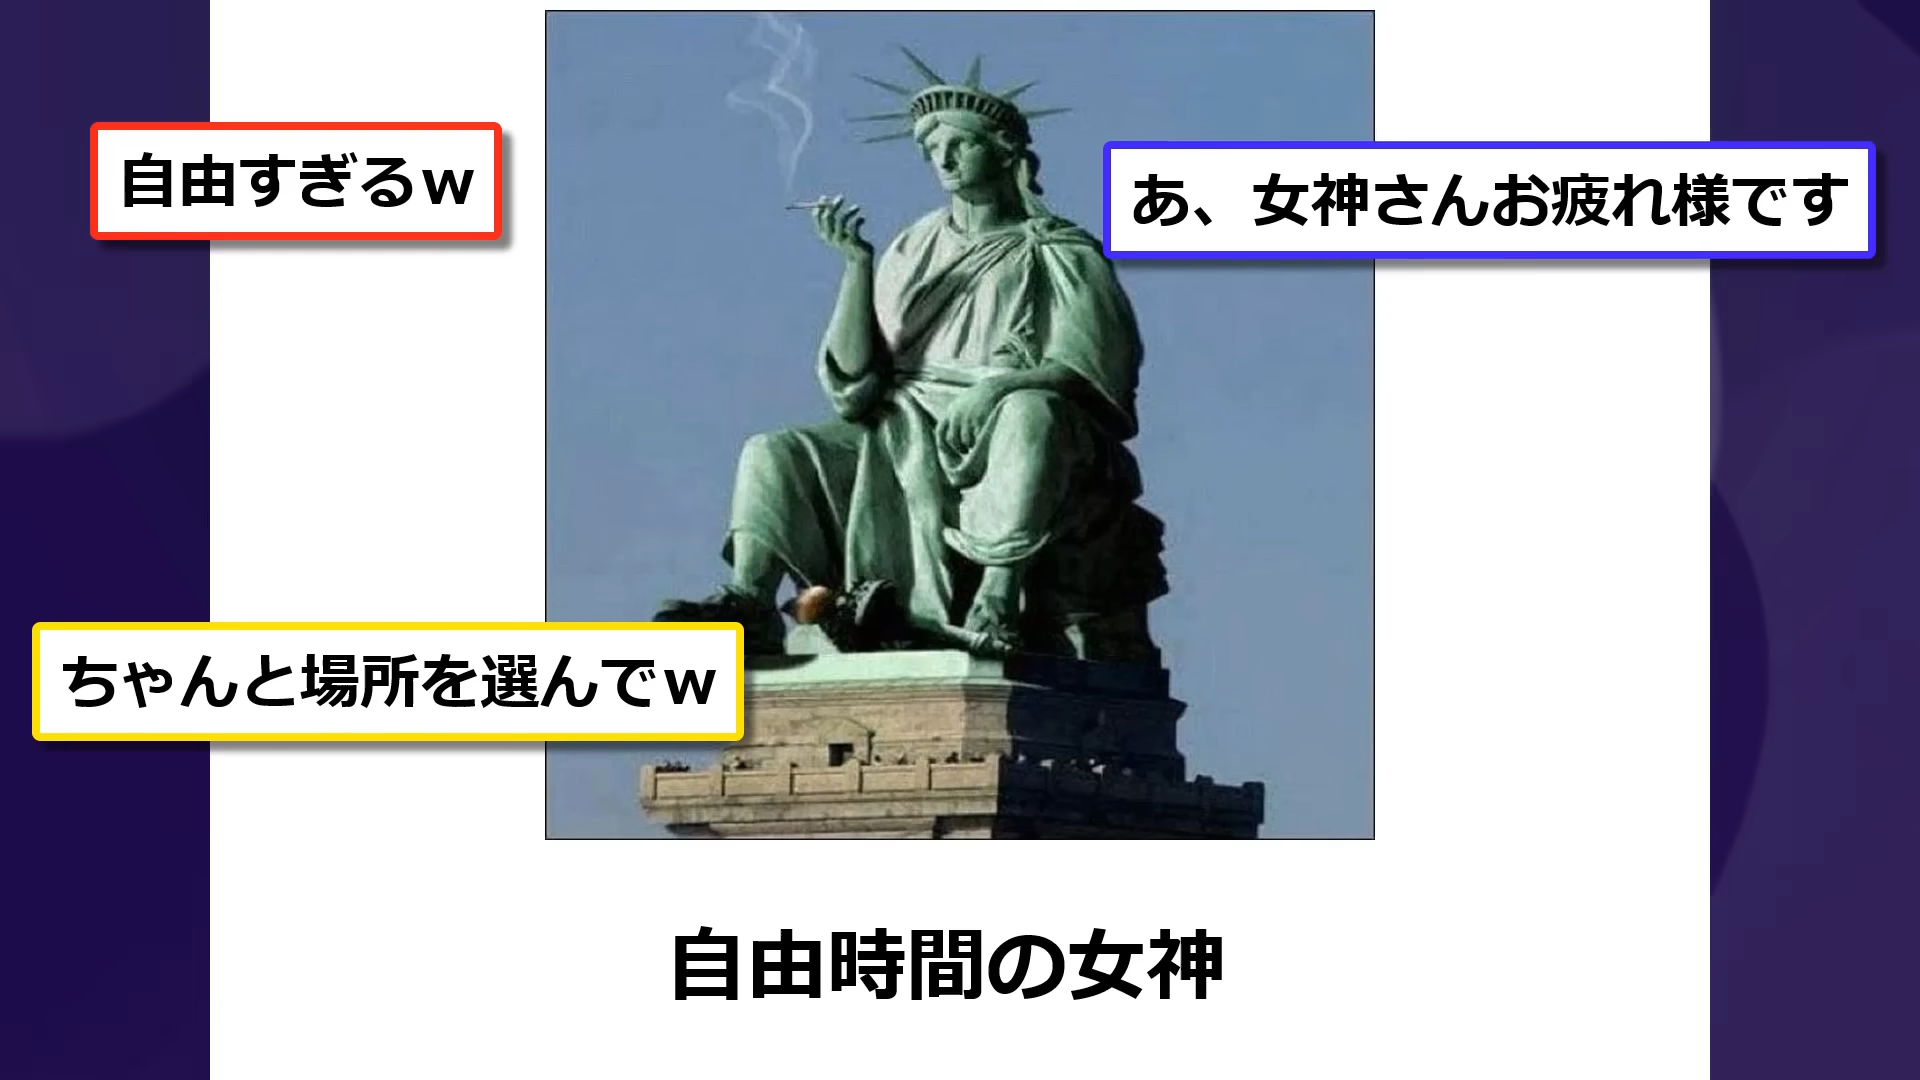 自由すぎるｗ
あ、女神さんお疲れ様です
ちゃんと場所を選んでｗ
自由時間の女神